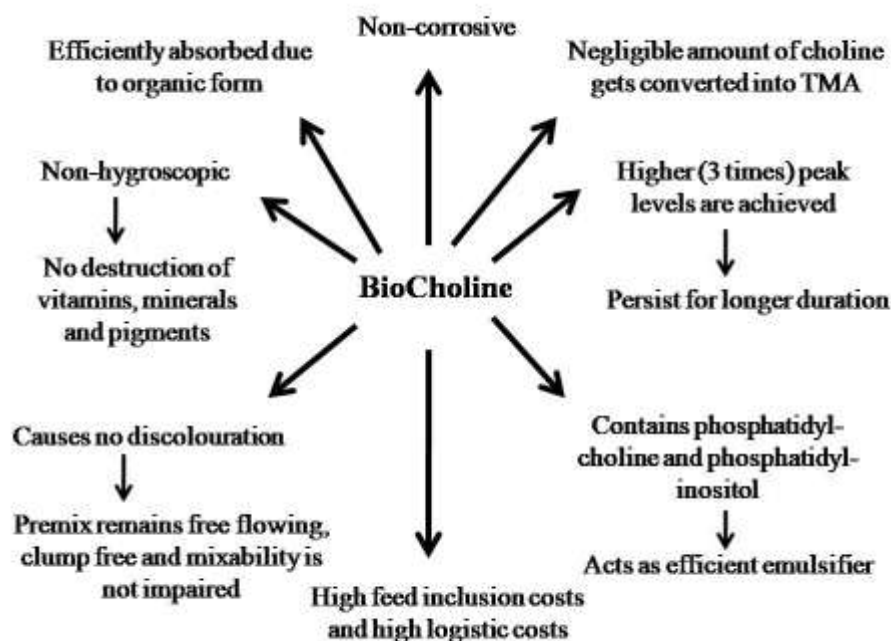 Non-corrosive
Efficiently absorbed due
to organic form
Negligible amount of choline
gets converted into TMA
Non-hygroscopic
Higher (3 times) peak
levels are achieved
No destruction of
vitamins, minerals
and pigments
BioCholine
Persist for longer duration
Causes no discolouration
Contains phosphatidyl-
choline and phosphatidyl-
inositol
Premix remains free flowing,
clump free and mixability is
not impaired
Acts as efficient emulsifier
High feed inclusion costs
and high logistic costs